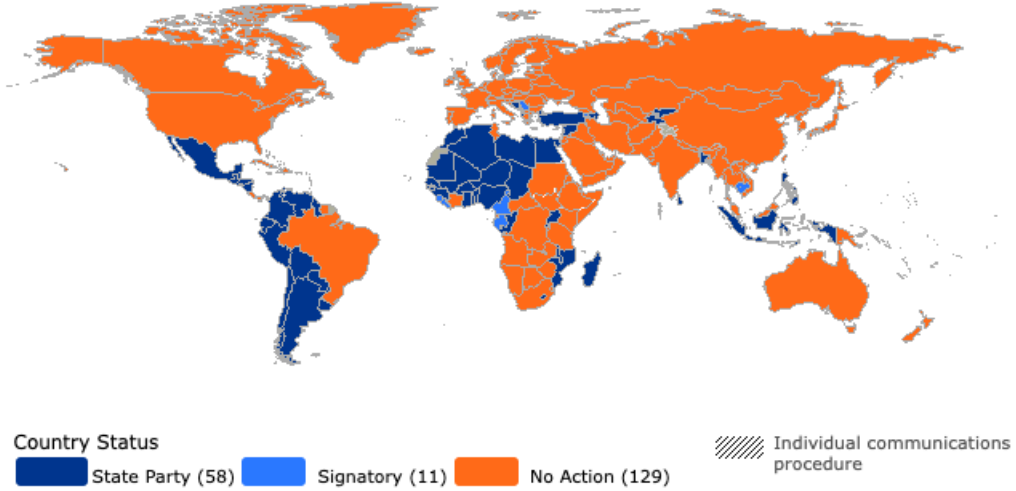 Country Status
State Party (58)
Signatory (11)
No Action (129)
Individual communications
procedure